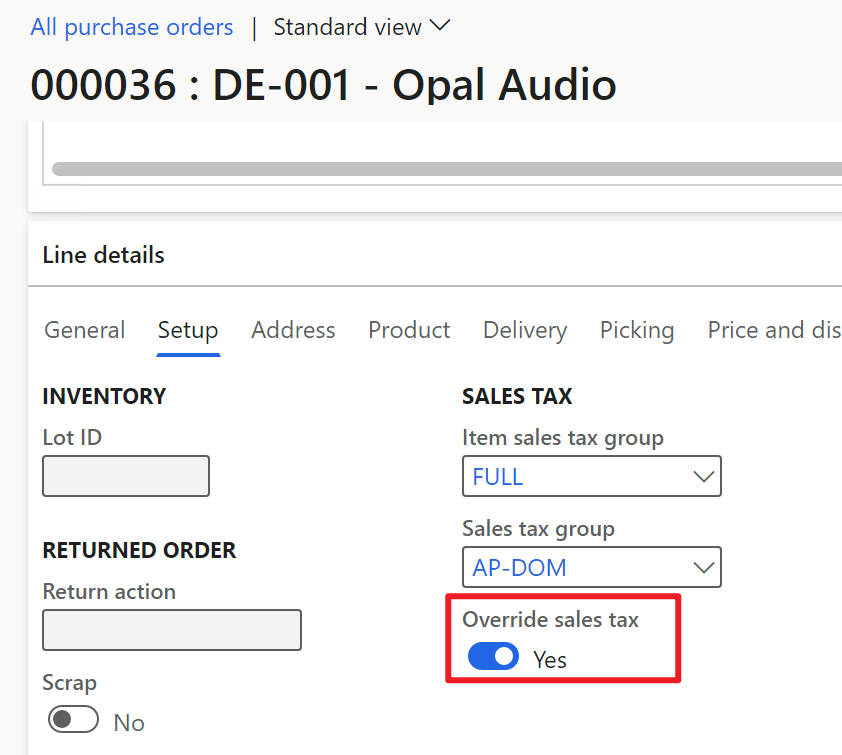 All purchase orders | Standard view
000036 : DE-001 - Opal Audio
Line details
General Setup Address Product Delivery Picking Price and dis
INVENTORY
Lot ID
RETURNED ORDER
Return action
Scrap
No
SALES TAX
Item sales tax group
FULL
Sales tax group
AP-DOM
Override sales tax
Yes